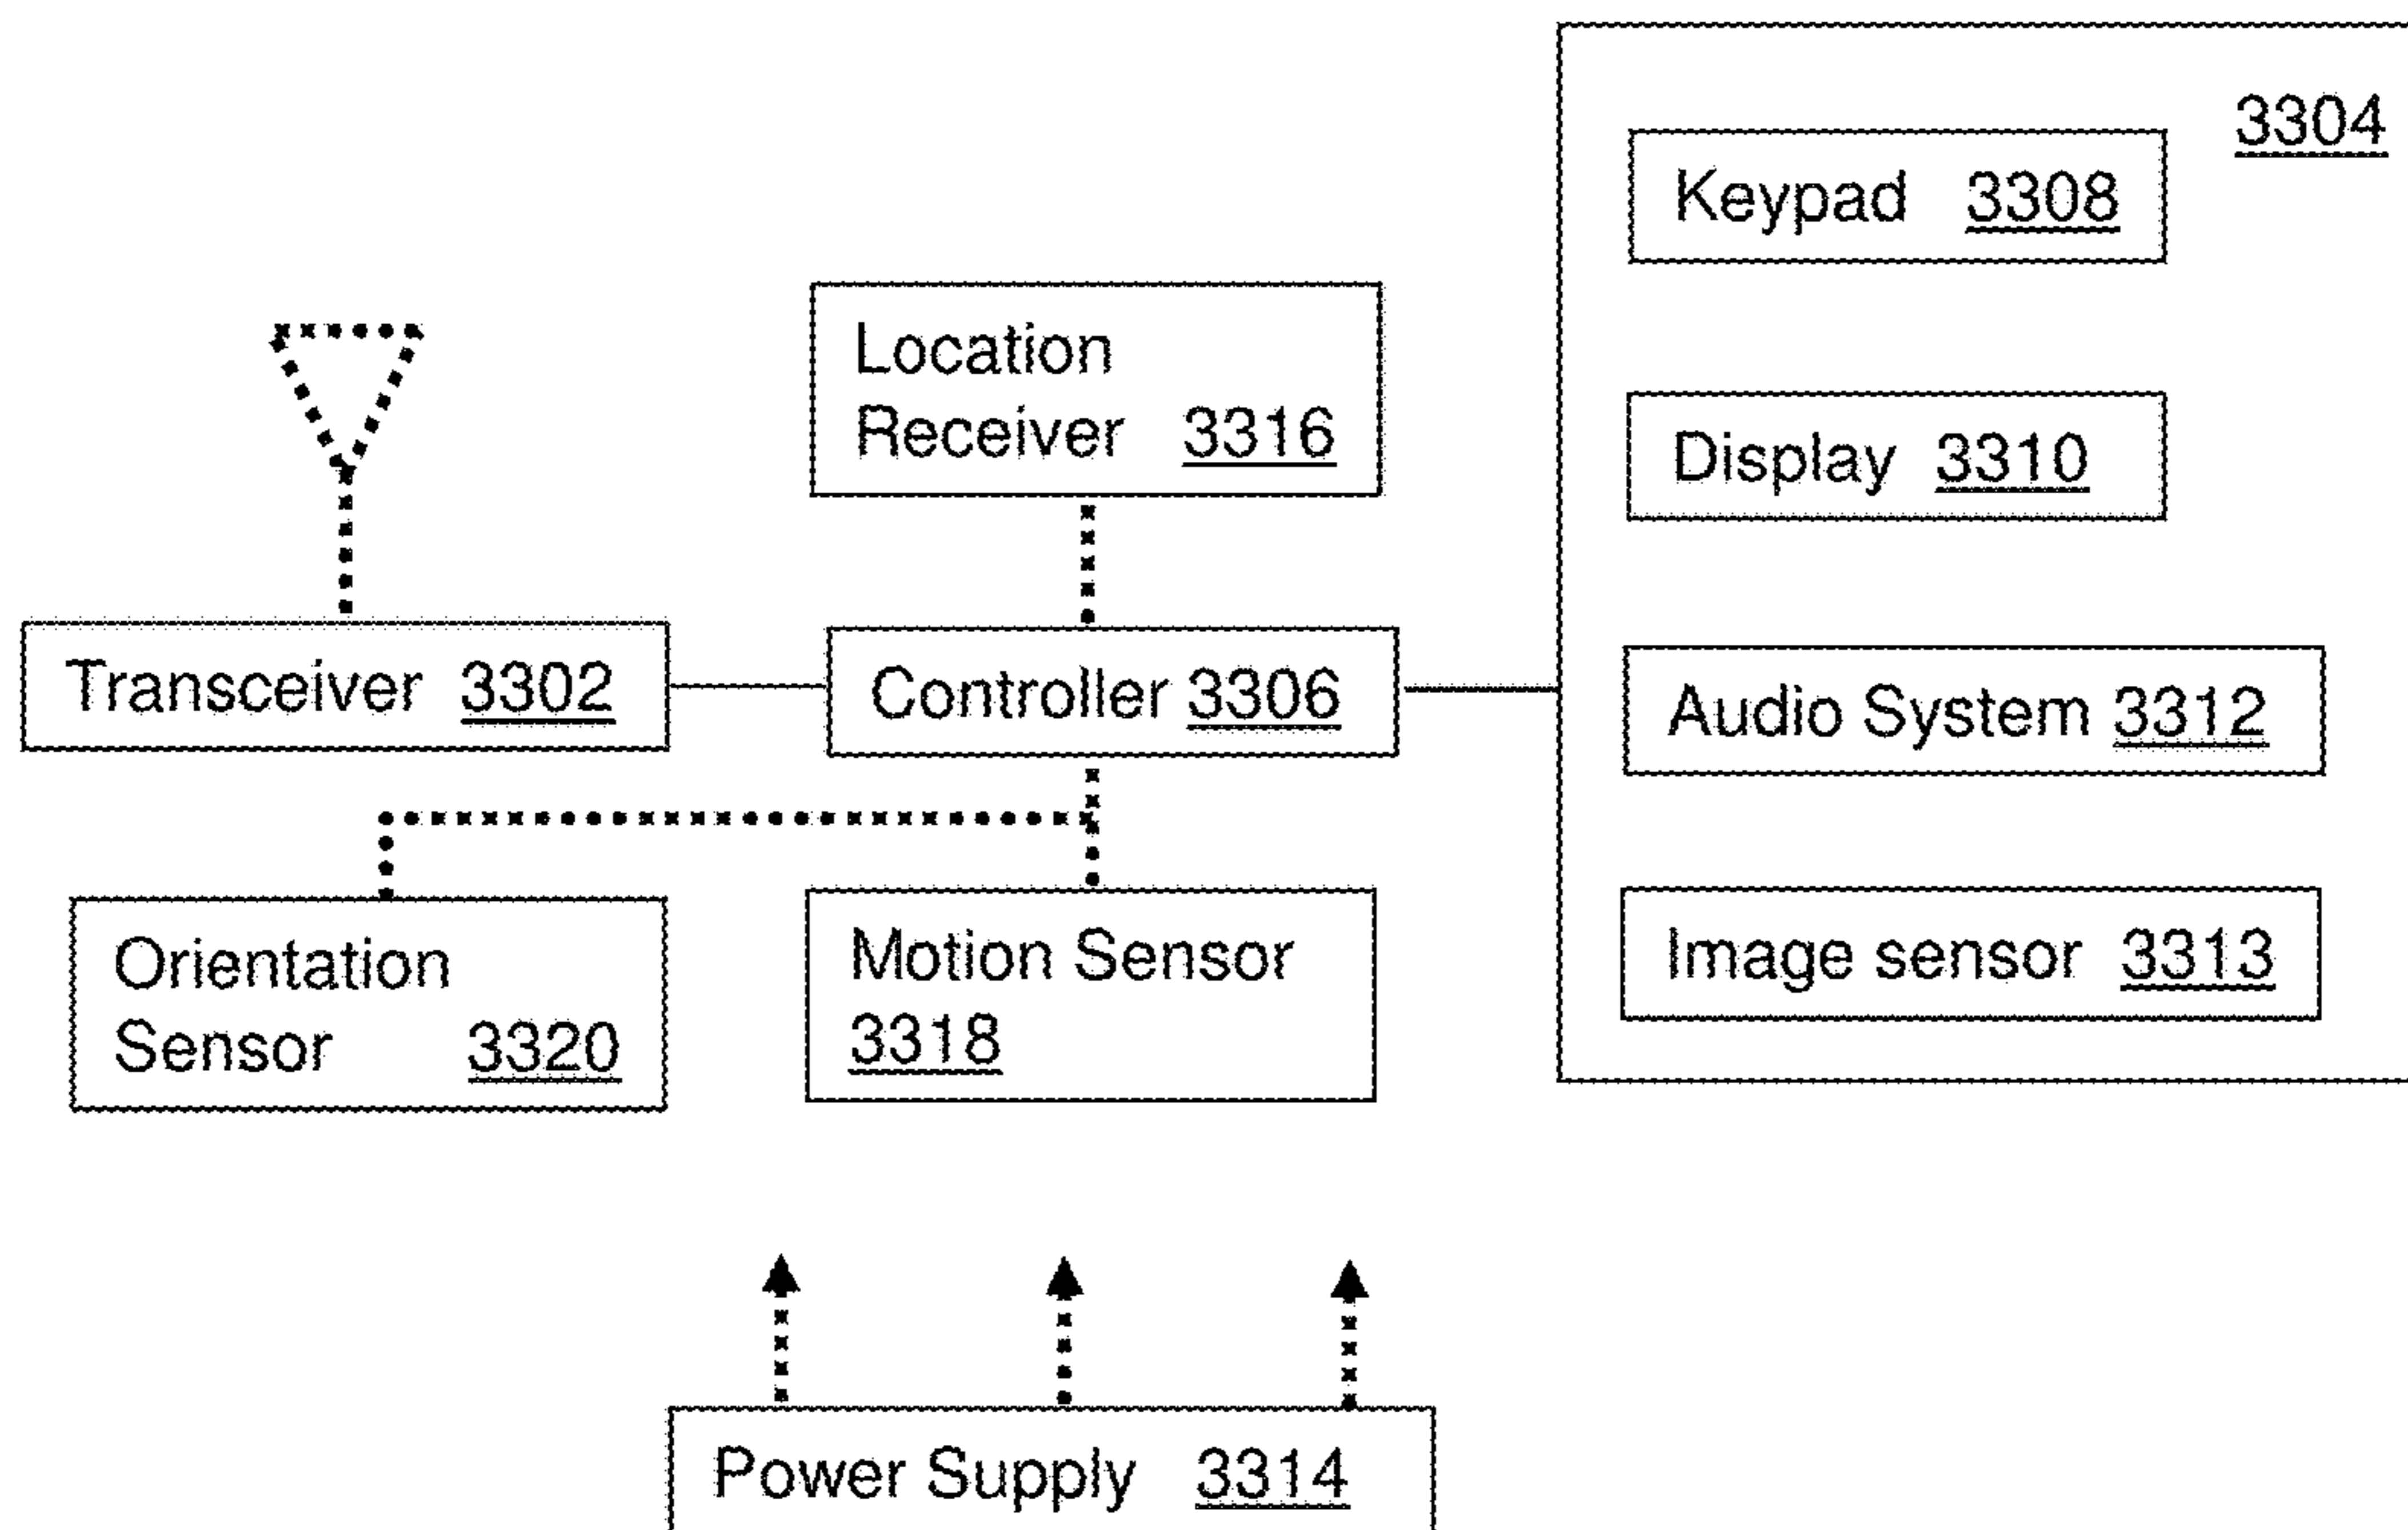 3304
Keypad 3308
Location
Receiver 3316
Display 3310
Transceiver 3302
Controller 3306
Audio System 3312
Orientation
Sensor 3320
Motion Sensor
3318
Image sensor 3313
Power Supply 3314